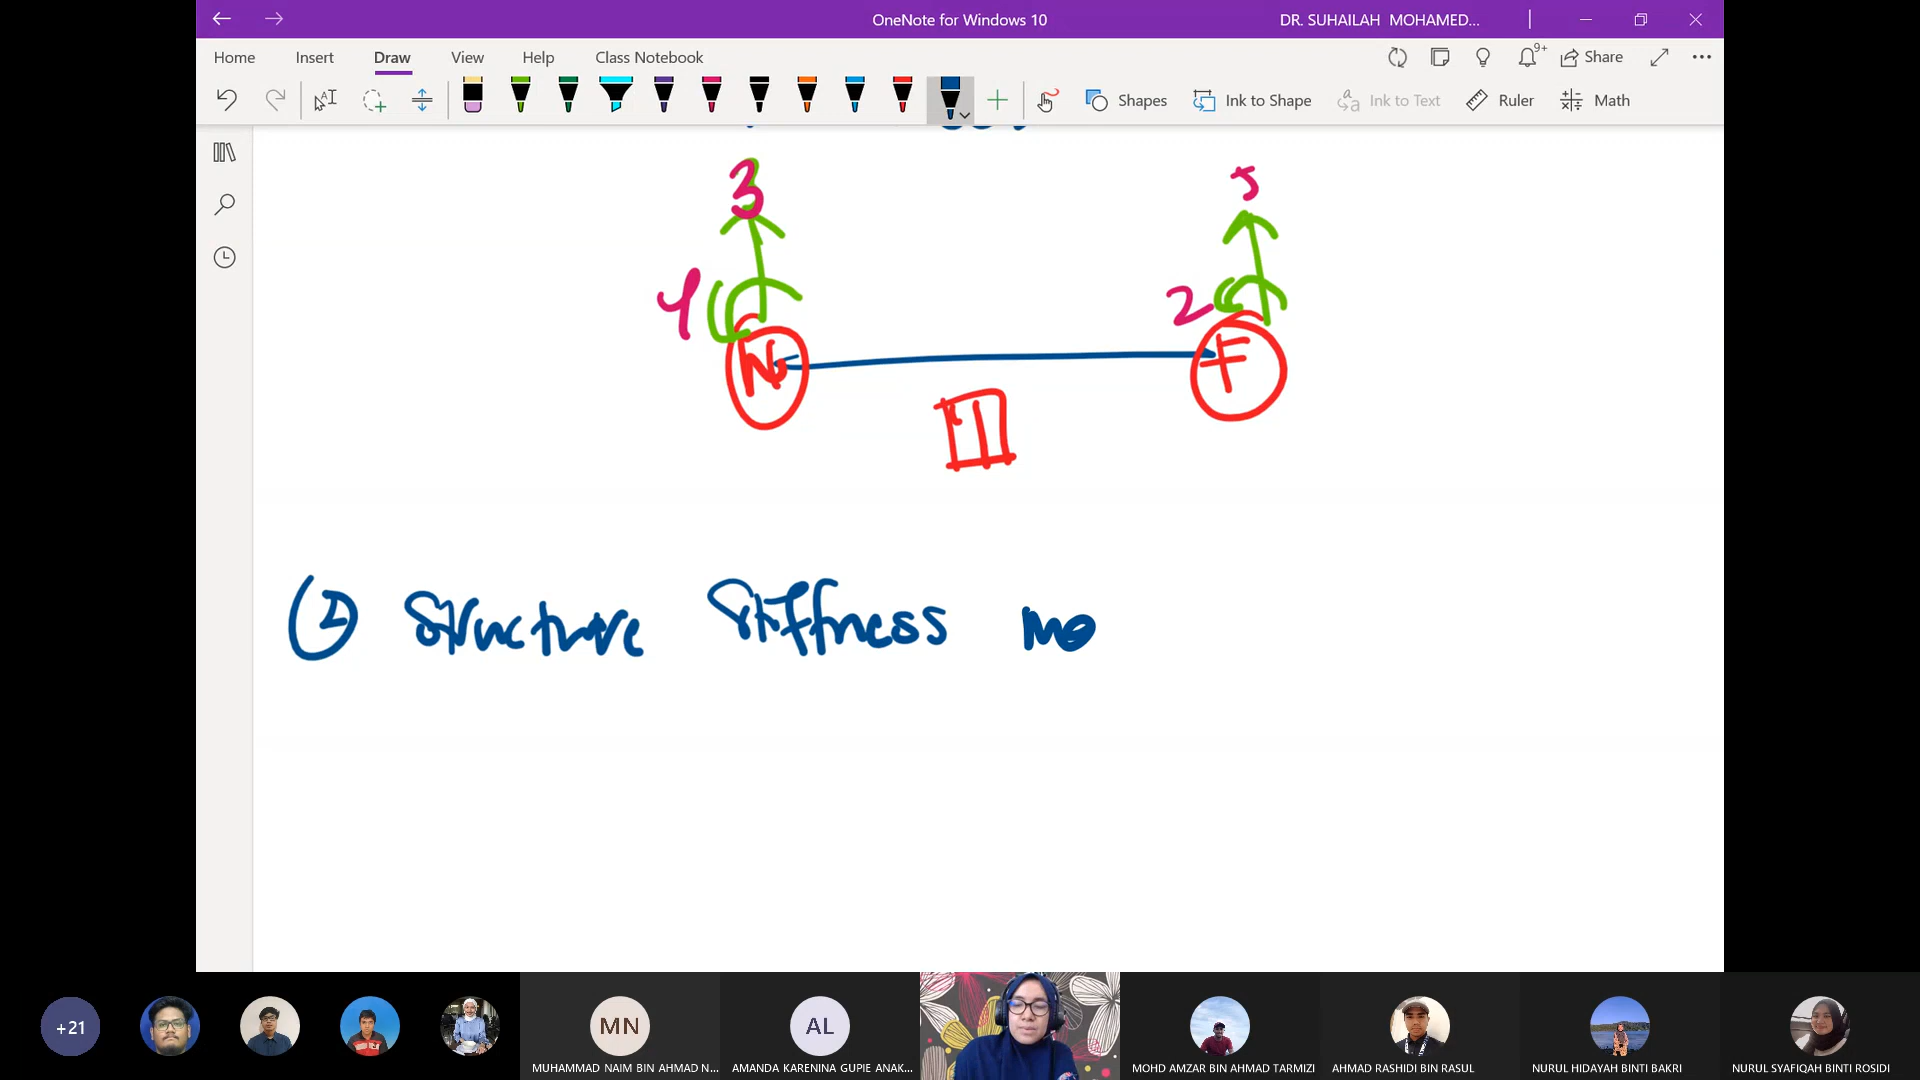 OneNote for Windows 10
DR. SUHAILAH MOHAMED...
Home Insert Draw View Help Class Notebook
9+ Share
Shapes Ink to Shape Ink to Text Ruler Math
3 5
4 2
N F
1
2 Structure Stiffness
+21
MN AL
MUHAMMAD NAIM BIN AHMAD N... AMANDA KARENINA GUPIE ANAK... MOHD AMZAR BIN AHMAD TARMIZI AHMAD RASHIDI BIN RASUL NURUL HIDAYAH BINTI BAKRI NURUL SYAFIQAH BINTI ROSIDI